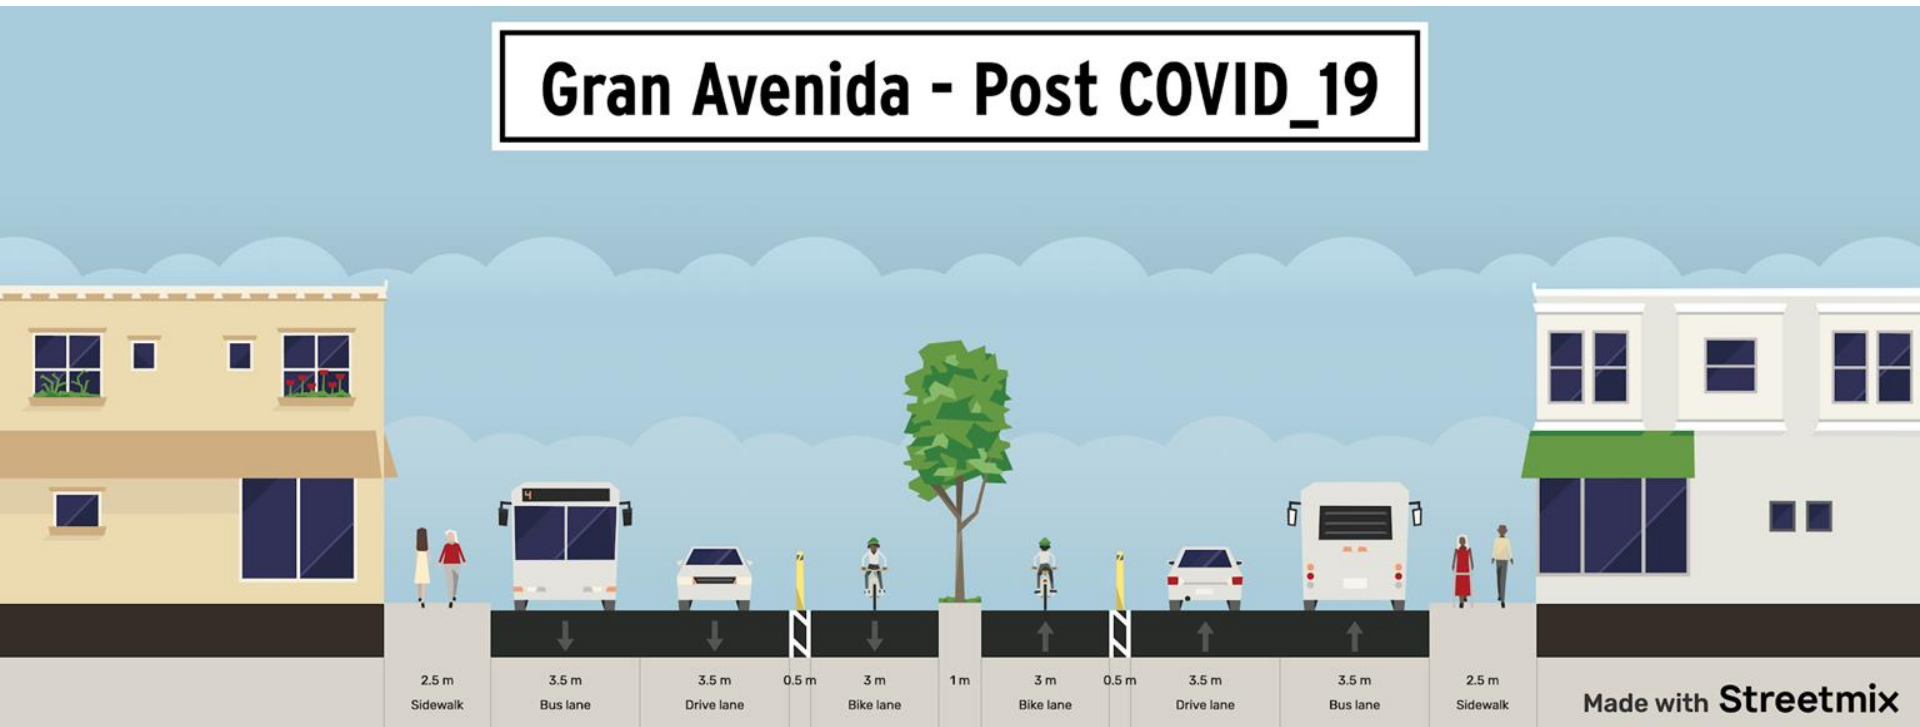 Gran Avenida - Post COVID_19
4
2.5 m
Sidewalk
3.5 m
Bus lane
3.5 m
Drive lane
0.5 m
3 m
Bike lane
1 m
3 m
Bike lane
0.5 m
3.5 m
Drive lane
3.5 m
Bus lane
2.5 m
Sidewalk
Made with Streetmix